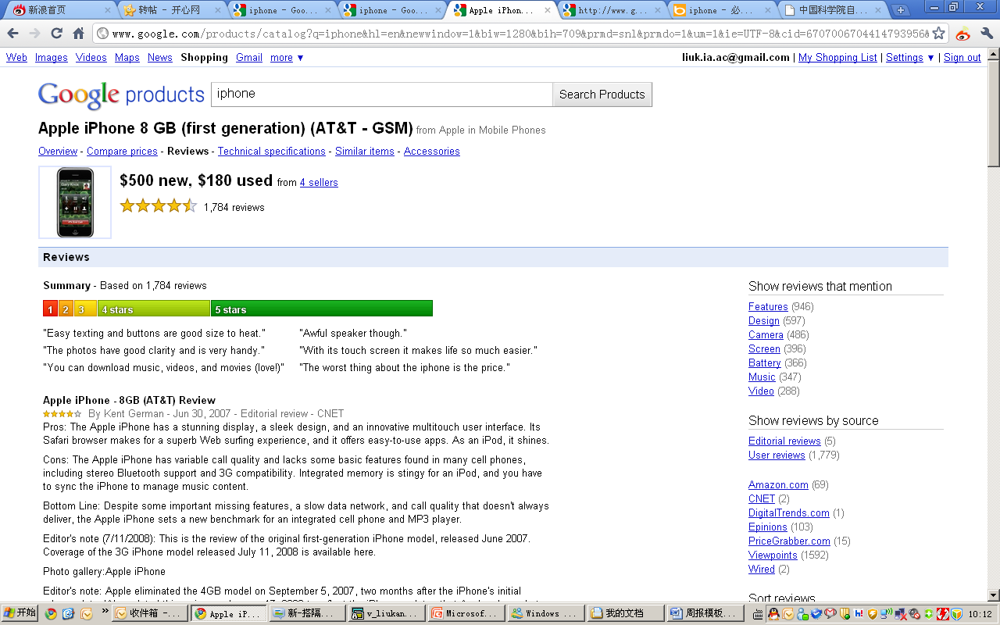 新浪首页
转帖 - 开心网
iphone - Goo...
iphone - Goo...
Apple iPhon...
http://www.g...
iphone - 必...
中国科学院自...
www.google.com/products/catalog?q=iphone&hl=en&newwindow=1&biw=1280&bih=709&prmd=snl&prmdo=1&um=1&ie=UTF-8&cid=6707006704414793956&
Web Images Videos Maps News Shopping Gmail more ▼
liuk.ia.ac@gmail.com | My Shopping List | Settings ▼ | Sign out
Google products
iphone
Search Products
Apple iPhone 8 GB (first generation) (AT&T - GSM) from Apple in Mobile Phones
Overview - Compare prices - Reviews - Technical specifications - Similar items - Accessories
$500 new, $180 used from 4 sellers
1,784 reviews
Reviews
Summary - Based on 1,784 reviews
1 2 3 4 stars 5 stars
"Easy texting and buttons are good size to heat."
"The photos have good clarity and is very handy."
"You can download music, videos, and movies (love!)"
"Awful speaker though."
"With its touch screen it makes life so much easier."
"The worst thing about the iphone is the price."
Apple iPhone - 8GB (AT&T) Review
By Kent German - Jun 30, 2007 - Editorial review - CNET
Pros: The Apple iPhone has a stunning display, a sleek design, and an innovative multitouch user interface. Its
Safari browser makes for a superb Web surfing experience, and it offers easy-to-use apps. As an iPod, it shines.
Cons: The Apple iPhone has variable call quality and lacks some basic features found in many cell phones,
including stereo Bluetooth support and 3G compatibility. Integrated memory is stingy for an iPod, and you have
to sync the iPhone to manage music content.
Bottom Line: Despite some important missing features, a slow data network, and call quality that doesn't always
deliver, the Apple iPhone sets a new benchmark for an integrated cell phone and MP3 player.
Editor's note (7/11/2008): This is the review of the original first-generation iPhone model, released June 2007.
Coverage of the 3G iPhone model released July 11, 2008 is available here.
Photo gallery:Apple iPhone
Editor's note: Apple eliminated the 4GB model on September 5, 2007, two months after the iPhone's initial
Show reviews that mention
Features (946)
Design (597)
Camera (486)
Screen (396)
Battery (366)
Music (347)
Video (288)
Show reviews by source
Editorial reviews (5)
User reviews (1,779)
Amazon.com (69)
CNET (2)
DigitalTrends.com (1)
Epinions (103)
PriceGrabber.com (15)
Viewpoints (1592)
Wired (2)
Sort reviews
开始
收件箱 -...
Apple iP...
新一搭隔...
v_liukan...
Microsof...
Windows ...
我的文档
周报模板...
10:12